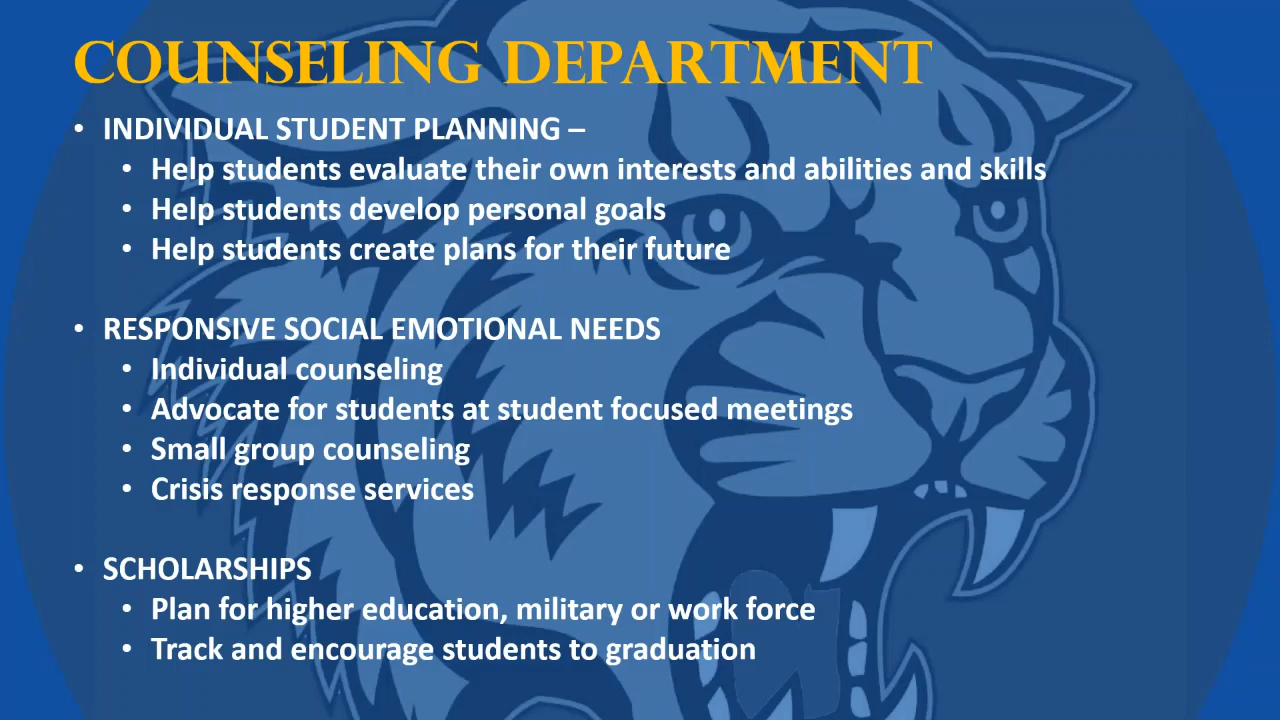 COUNSELING DEPARTMENT
• INDIVIDUAL STUDENT PLANNING –
• Help students evaluate their own interests and abilities and skills
• Help students develop personal goals
• Help students create plans for their future
• RESPONSIVE SOCIAL EMOTIONAL NEEDS
• Individual counseling
• Advocate for students at student focused meetings
• Small group counseling
• Crisis response services
• SCHOLARSHIPS
• Plan for higher education, military or work force
• Track and encourage students to graduation